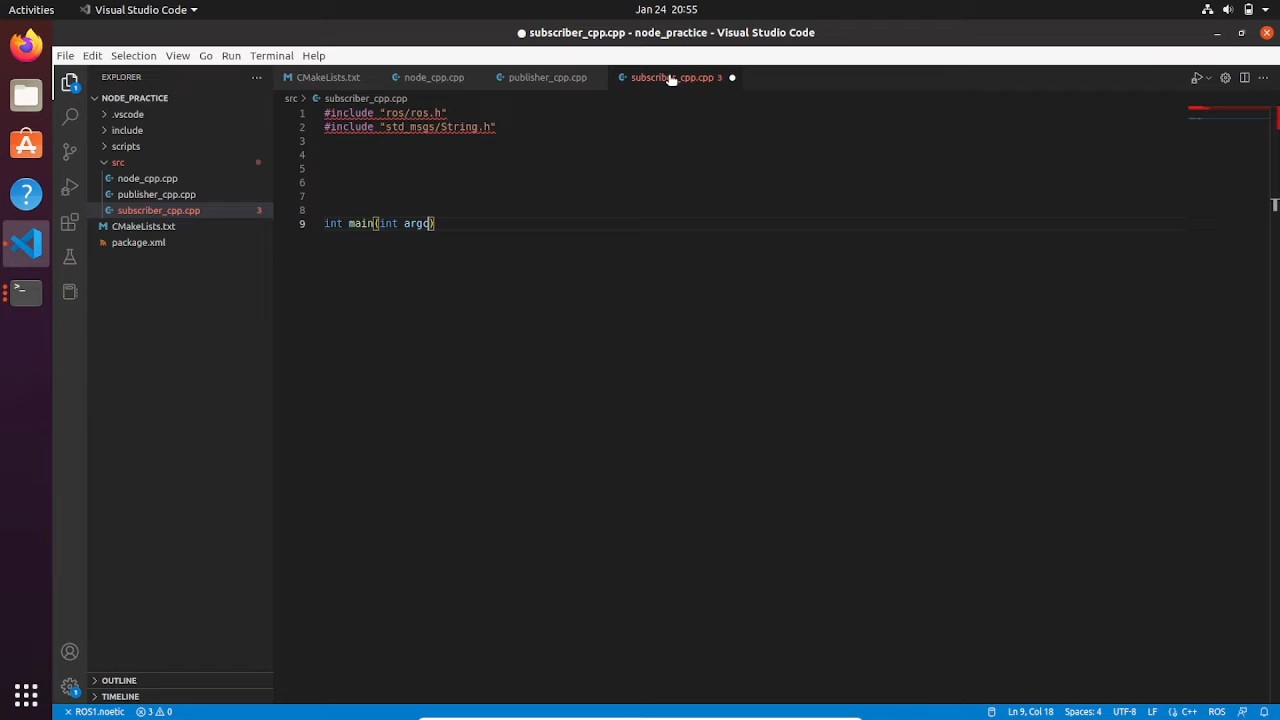 Activities
Visual Studio Code
Jan 24 20:55
subscriber_cpp.cpp - node_practice - Visual Studio Code
File Edit Selection View Go Run Terminal Help
EXPLORER
CMakeLists.txt
node_cpp.cpp
publisher_cpp.cpp
subscriber_cpp.cpp 3
NODE_PRACTICE
.vscode
include
scripts
src
node_cpp.cpp
publisher_cpp.cpp
subscriber_cpp.cpp 3
CMakeLists.txt
package.xml
src > subscriber_cpp.cpp
1 #include "ros/ros.h"
2 #include "std_msgs/String.h"
3
4
5
6
7
8
9 int main(int argc)
OUTLINE
TIMELINE
ROS1.noetic 3 0
Ln 9, Col 18 Spaces: 4 UTF-8 LF C++ ROS